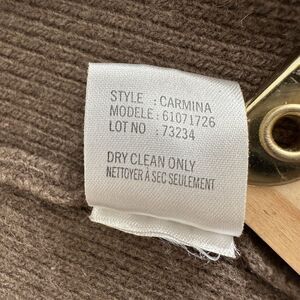 STYLE : CARMINA
MODELE : 61071726
LOT NO : 73234
DRY CLEAN ONLY
NETTOYER À SEC SEULEMENT